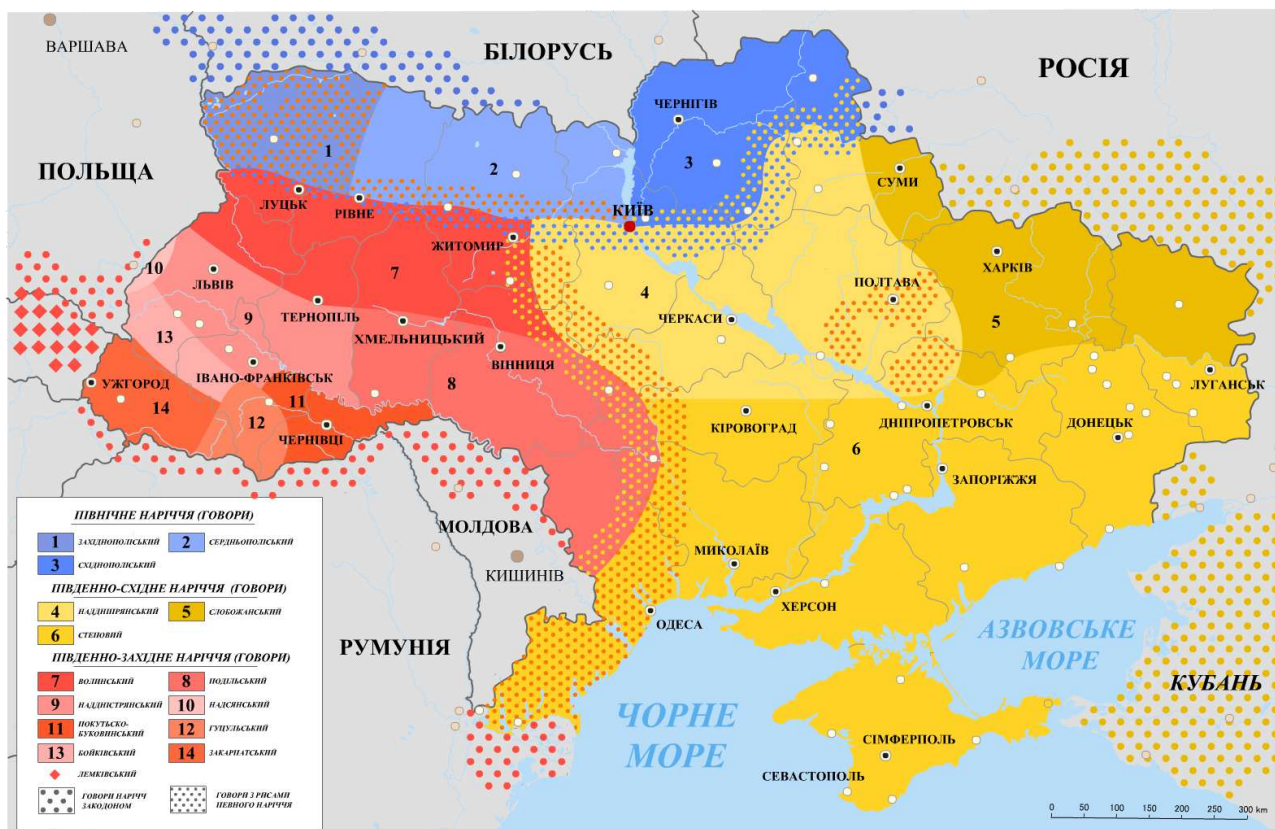 ВАРШАВА
БІЛОРУСЬ
РОСІЯ
ЧЕРНІГІВ
3
ПОЛЬЩА
1
2
СУМИ
ЛУЦЬК
РІВНЕ
КИЇВ
ЖИТОМИР
ХАРКІВ
10
ЛЬВІВ
7
4
ПОЛТАВА
9
ТЕРНОПІЛЬ
ЧЕРКАСИ
5
13
ХМЕЛЬНИЦЬКИЙ
ВІННИЦЯ
ІВАНО-ФРАНКІВСЬК
8
ЛУГАНСЬК
УЖГОРОД
14
11
12
ЧЕРНІВЦІ
КІРОВОГРАД
ДНІПРОПЕТРОВСЬК
ДОНЕЦЬК
6
ЗАПОРІЖЖЯ
МОЛДОВА
КИШИНІВ
МИКОЛАЇВ
ХЕРСОН
ОДЕСА
РУМУНІЯ
АЗВОВСЬКЕ
МОРЕ
КУБАНЬ
ЧОРНЕ
МОРЕ
СІМФЕРПОЛЬ
СЕВАСТОПОЛЬ
ПІВНІЧНЕ НАРІЧЧЯ (ГОВОРИ)
1 ЗАХІДНОПОЛІСЬКИЙ 2 СЕРДНЬОПОЛІСЬКИЙ
3 СХІДНОПОЛІСЬКИЙ
ПІВДЕННО-СХІДНЕ НАРІЧЧЯ (ГОВОРИ)
4 НАДДНІПРЯНСЬКИЙ 5 СЛОБОЖАНСЬКИЙ
6 СТЕПОВИЙ
ПІВДЕННО-ЗАХІДНЕ НАРІЧЧЯ (ГОВОРИ)
7 ВОЛИНСЬКИЙ 8 ПОДІЛЬСЬКИЙ
9 НАДДНІСТРЯНСЬКИЙ 10 НАДСЯНСЬКИЙ
11 ПОКУТЬСКО-
БУКОВИНСЬКИЙ 12 ГУЦУЛЬСЬКИЙ
13 БОЙКІВСЬКИЙ 14 ЗАКАРПАТСЬКИЙ
ЛЕМКІВСЬКИЙ
ГОВОРИ НАРІЧЧ
ЗАКОДОНОМ
ГОВОРИ З РИСАМИ
ПЕВНОГО НАРІЧЧЯ
0 50 100 150 200 250 300 km